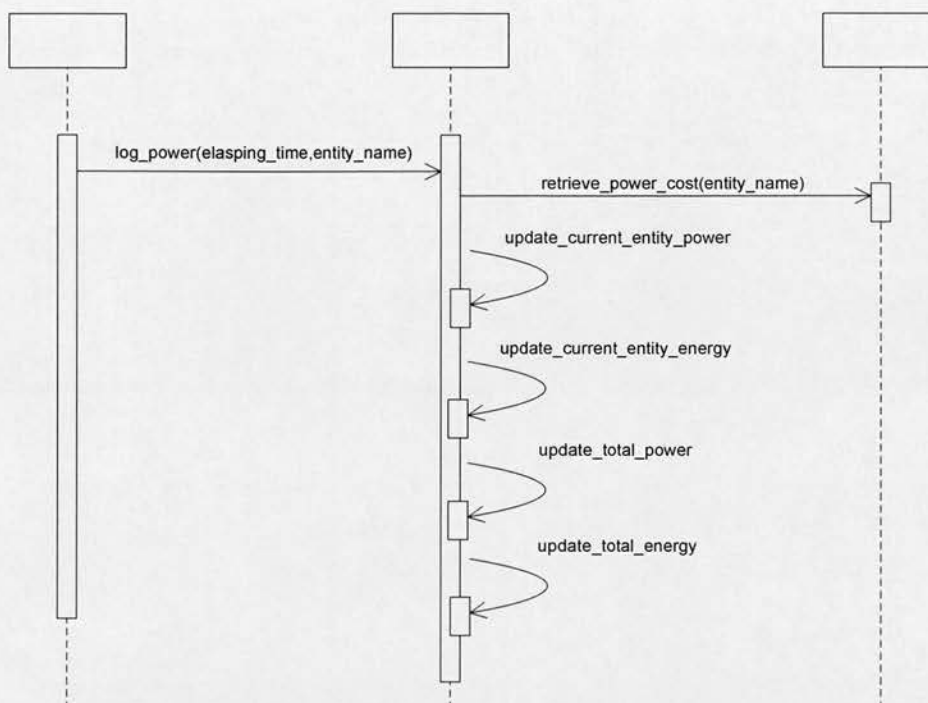 log_power(elasping_time,entity_name)
retrieve_power_cost(entity_name)
update_current_entity_power
update_current_entity_energy
update_total_power
update_total_energy